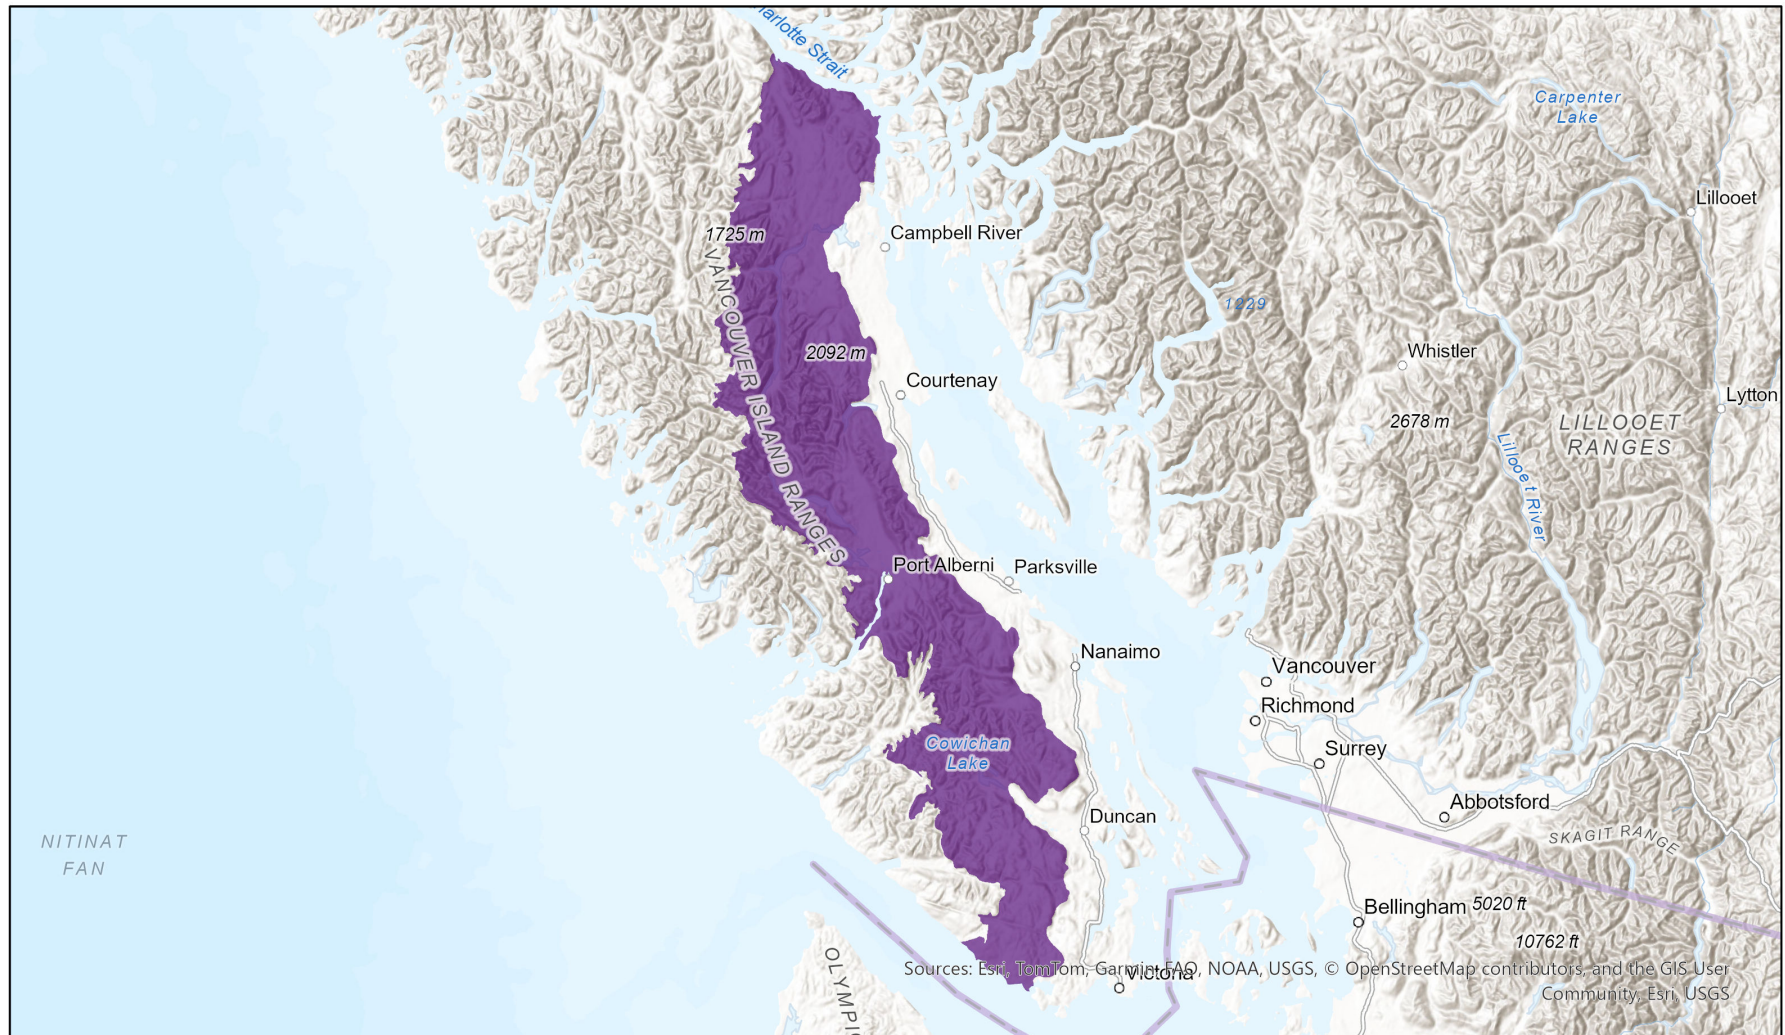 arlotte Strait
Carpenter
Lake
Lillooet
Campbell River
1725 m
1229
VANCOUVER ISLAND RANGES
2092 m
Whistler
Courtenay
Lytton
2678 m
LILLOOET
RANGES
Lillooet River
Port Alberni
Parksville
Nanaimo
Vancouver
Richmond
Cowichan
Lake
Surrey
Abbotsford
Duncan
SKAGIT RANGE
NITINAT
FAN
Bellingham
5020 ft
10762 ft
OLYMPIC
Victoria
Sources: Esri, TomTom, Garmin, FAO, NOAA, USGS, © OpenStreetMap contributors, and the GIS User
Community, Esri, USGS